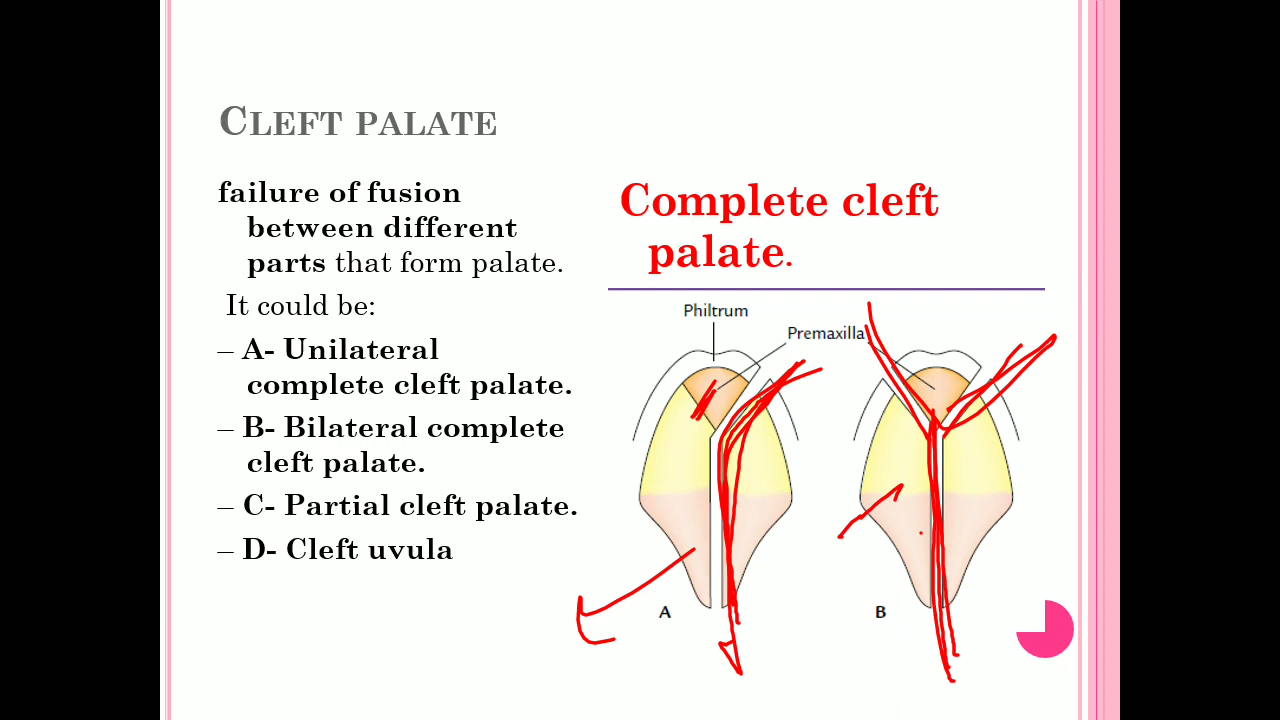 CLEFT PALATE
failure of fusion
between different
parts that form palate.
It could be:
– A- Unilateral
complete cleft palate.
– B- Bilateral complete
cleft palate.
– C- Partial cleft palate.
– D- Cleft uvula
Complete cleft
palate.
Philtrum
Premaxilla
A
B